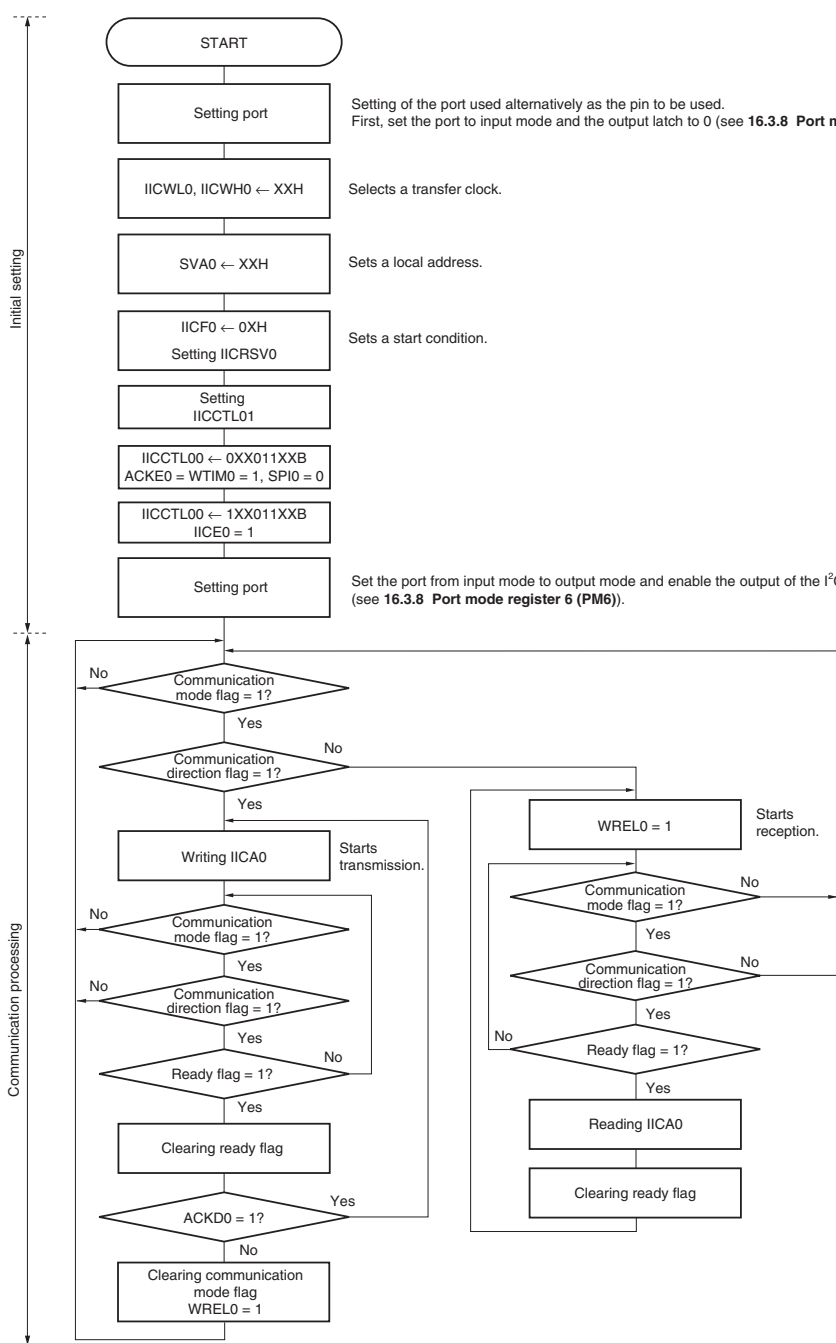 START
Setting port
Setting of the port used alternatively as the pin to be used.
First, set the port to input mode and the output latch to 0 (see 16.3.8 Port
IICWL0, IICWH0 ← XXH
Selects a transfer clock.
SVA0 ← XXH
Sets a local address.
Initial setting
IICF0 ← 0XH
Setting IICRSV0
Sets a start condition.
Setting
IICCTL01
IICCTL00 ← 0XX011XXB
ACKE0 = WTIM0 = 1, SPI0 = 0
IICCTL00 ← 1XX011XXB
IICE0 = 1
Setting port
Set the port from input mode to output mode and enable the output of the
(see 16.3.8 Port mode register 6 (PM6)).
Communication processing
No
Communication
mode flag = 1?
Yes
No
Communication
direction flag = 1?
Yes
Writing IICA0
Starts
transmission.
No
Communication
mode flag = 1?
Yes
No
Communication
direction flag = 1?
Yes
No
Ready flag = 1?
Yes
Clearing ready flag
Yes
ACKD0 = 1?
No
Clearing communication
mode flag
WREL0 = 1
WREL0 = 1
Starts
reception.
Communication
mode flag = 1?
No
Yes
Communication
direction flag = 1?
No
Yes
No
Ready flag = 1?
Yes
Reading IICA0
Clearing ready flag